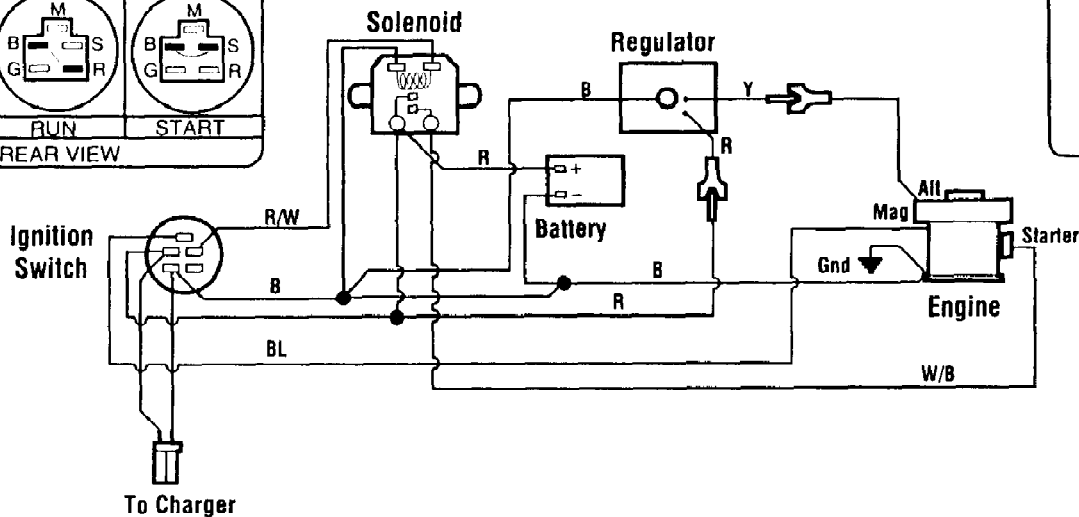 M
B
S
G
R
RUN
M
B
S
G
R
START
REAR VIEW
Solenoid
Regulator
B
Y
R
R
+
-
Battery
R/W
Ignition
Switch
Alt
Mag
Starter
Gnd
Engine
B
B
R
BL
W/B
To Charger